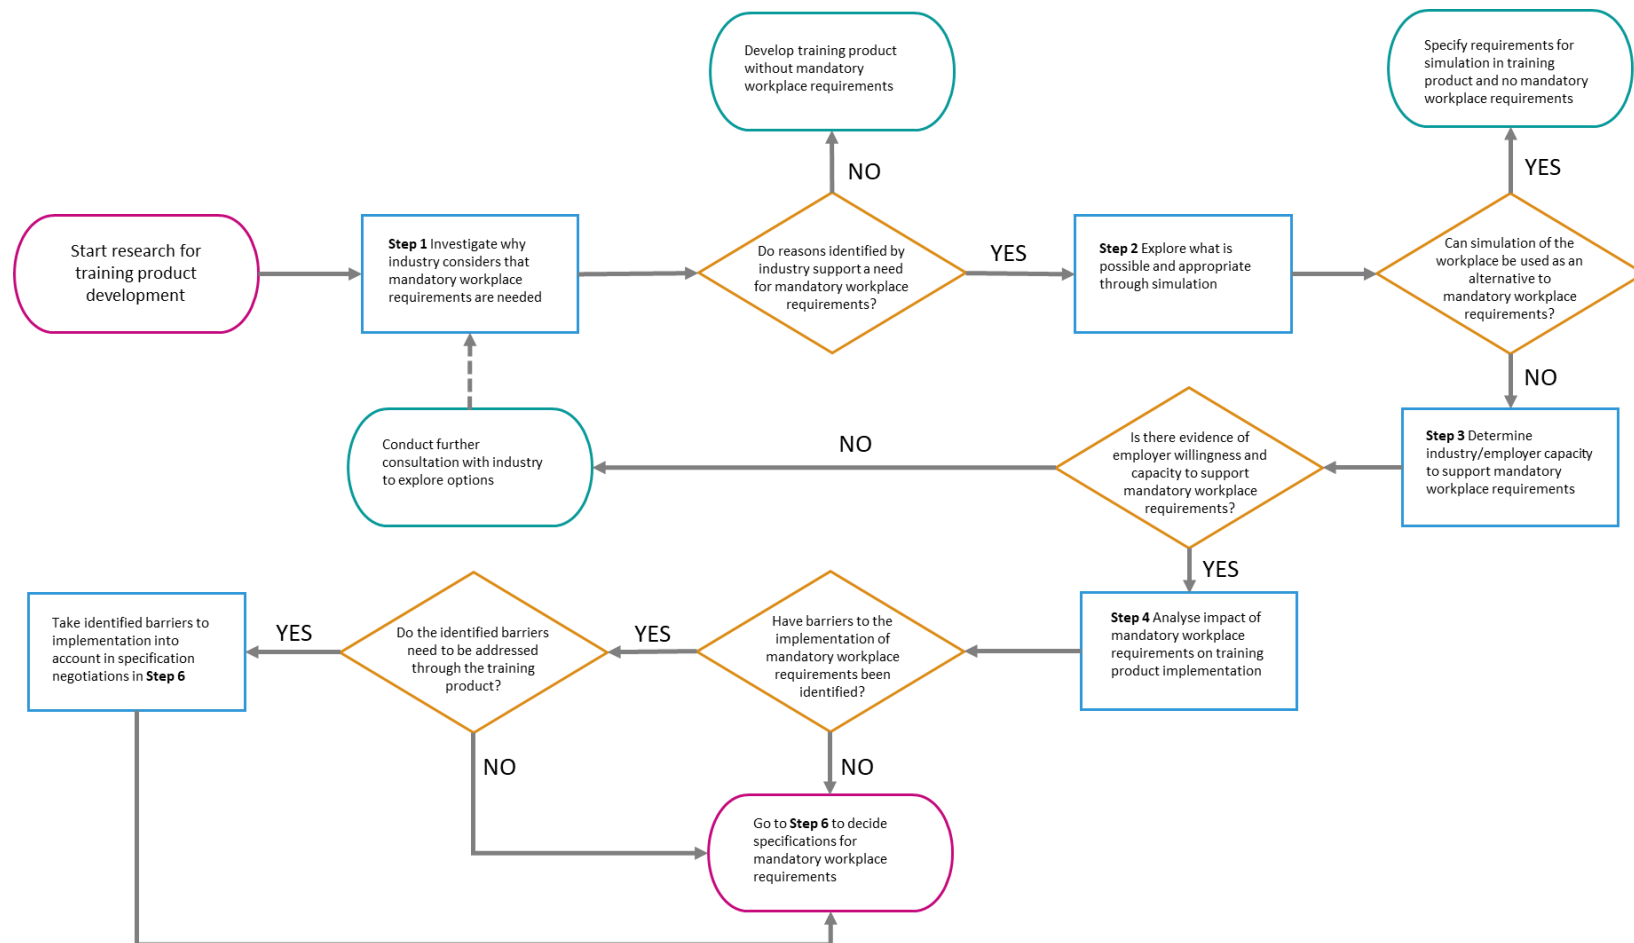 Develop training product
without mandatory
workplace requirements
Specify requirements for
simulation in training
product and no mandatory
workplace requirements
NO
YES
Start research for
training product
development
Step 1 Investigate why
industry considers that
mandatory workplace
requirements are needed
Do reasons identified by
industry support a need
for mandatory workplace
requirements?
YES
Step 2 Explore what is
possible and appropriate
through simulation
Can simulation of the
workplace be used as an
alternative to
mandatory workplace
requirements?
NO
Conduct further
consultation with industry
to explore options
NO
Is there evidence of
employer willingness and
capacity to support
mandatory workplace
requirements?
Step 3 Determine
industry/employer capacity
to support mandatory
workplace requirements
YES
Take identified barriers to
implementation into
account in specification
negotiations in Step 6
YES
Do the identified barriers
need to be addressed
through the training
product?
YES
Have barriers to the
implementation of
mandatory workplace
requirements been
identified?
Step 4 Analyse impact of
mandatory workplace
requirements on training
product implementation
NO
NO
Go to Step 6 to decide
specifications for
mandatory workplace
requirements